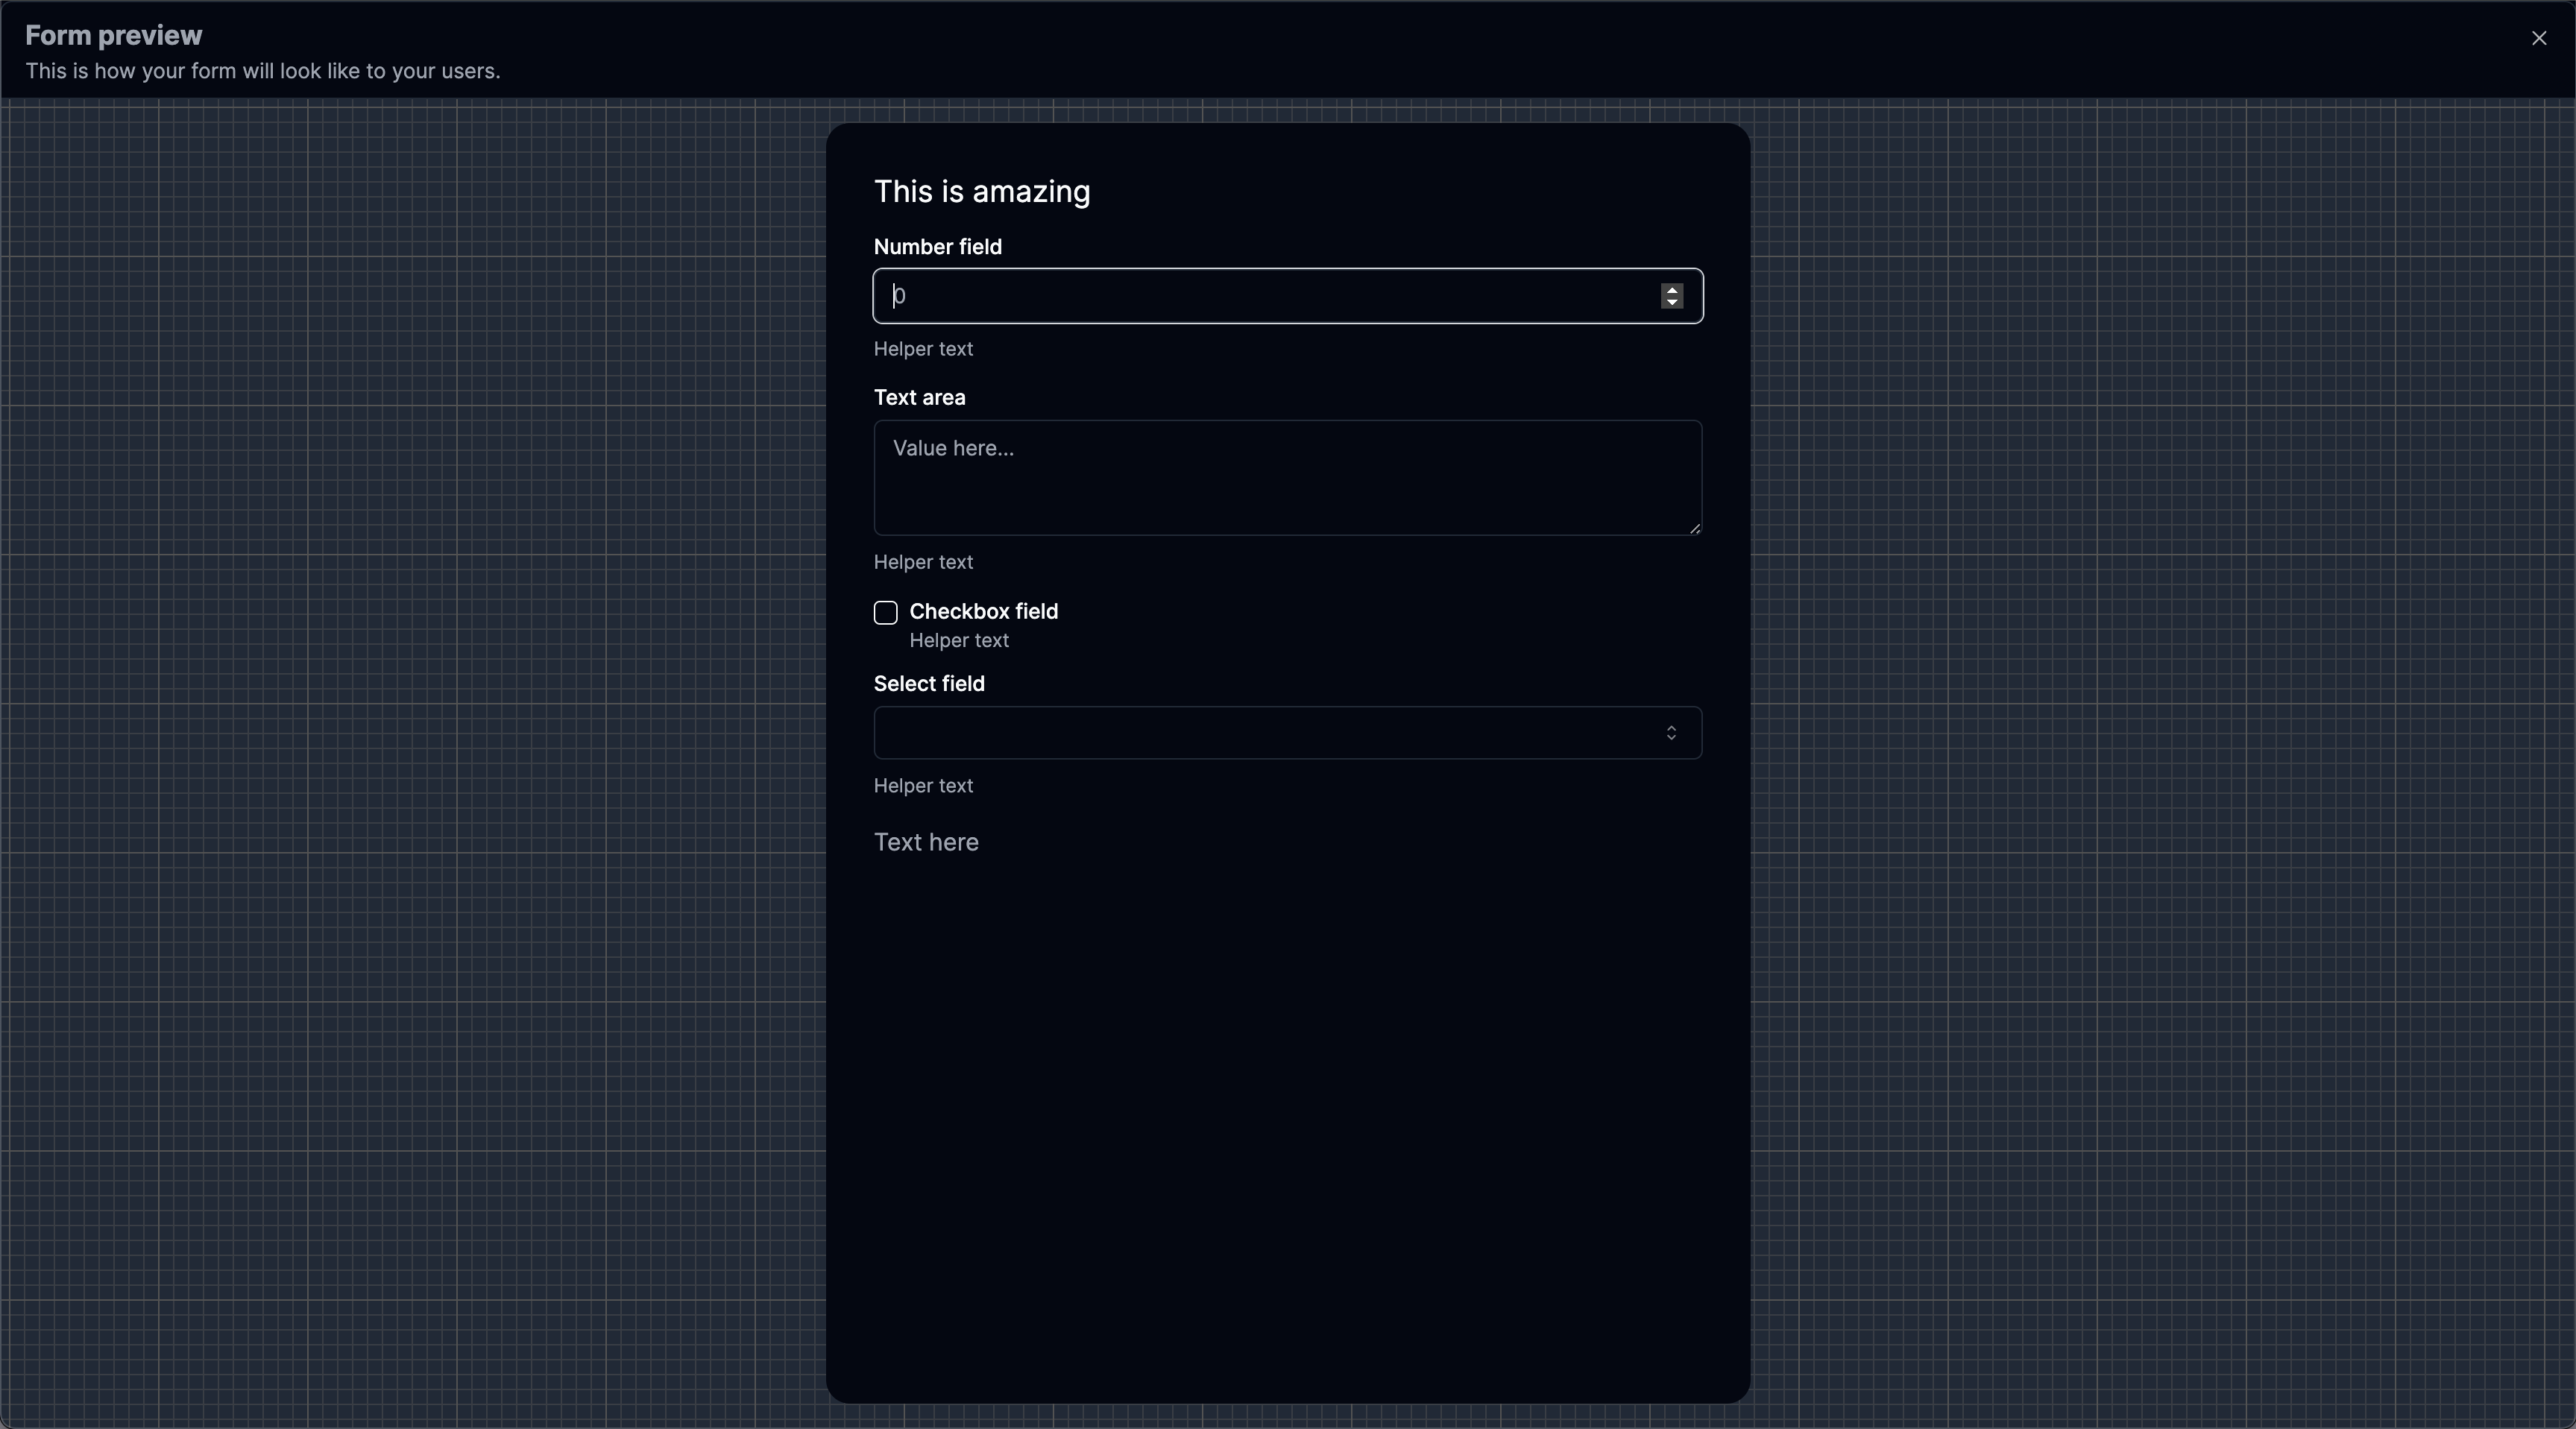 Form preview
This is how your form will look like to your users.
This is amazing
Number field
0
Helper text
Text area
Value here...
Helper text
Checkbox field
Helper text
Select field
Helper text
Text here